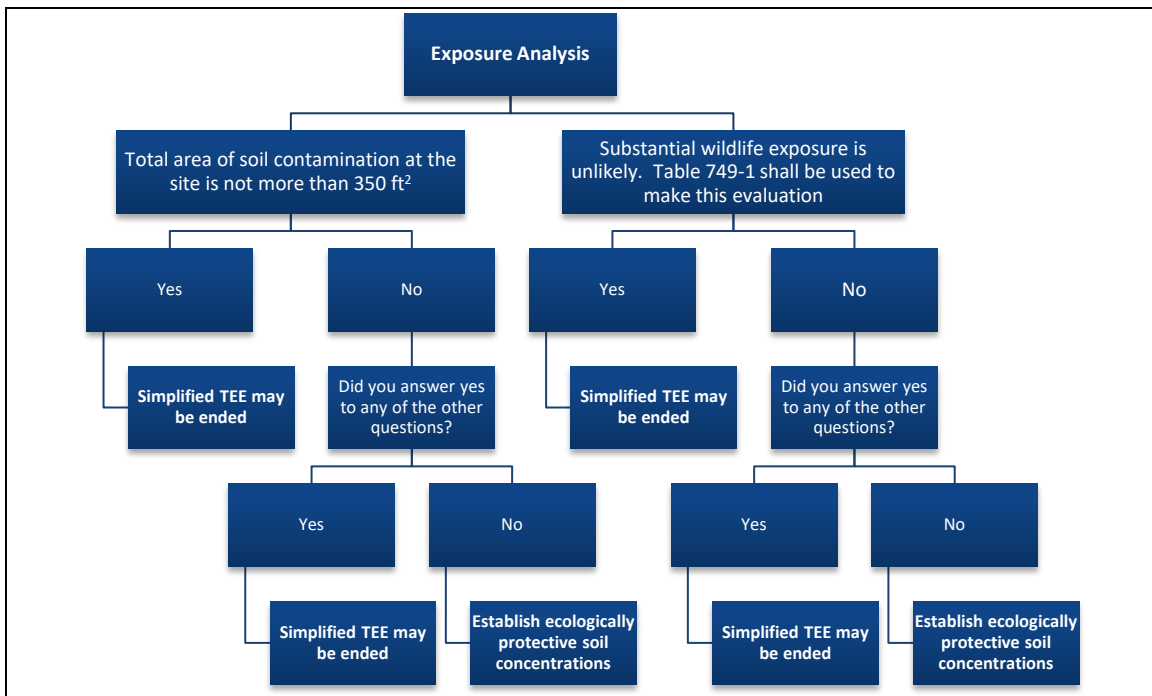 Exposure Analysis
Total area of soil contamination at the
site is not more than 350 ft²
Substantial wildlife exposure is
unlikely.  Table 749-1 shall be used to
make this evaluation
Yes
No
Yes
No
Simplified TEE may
be ended
Did you answer yes
to any of the other
questions?
Simplified TEE may
be ended
Did you answer yes
to any of the other
questions?
Yes
No
Yes
No
Simplified TEE may
be ended
Establish ecologically
protective soil
concentrations
Simplified TEE may
be ended
Establish ecologically
protective soil
concentrations